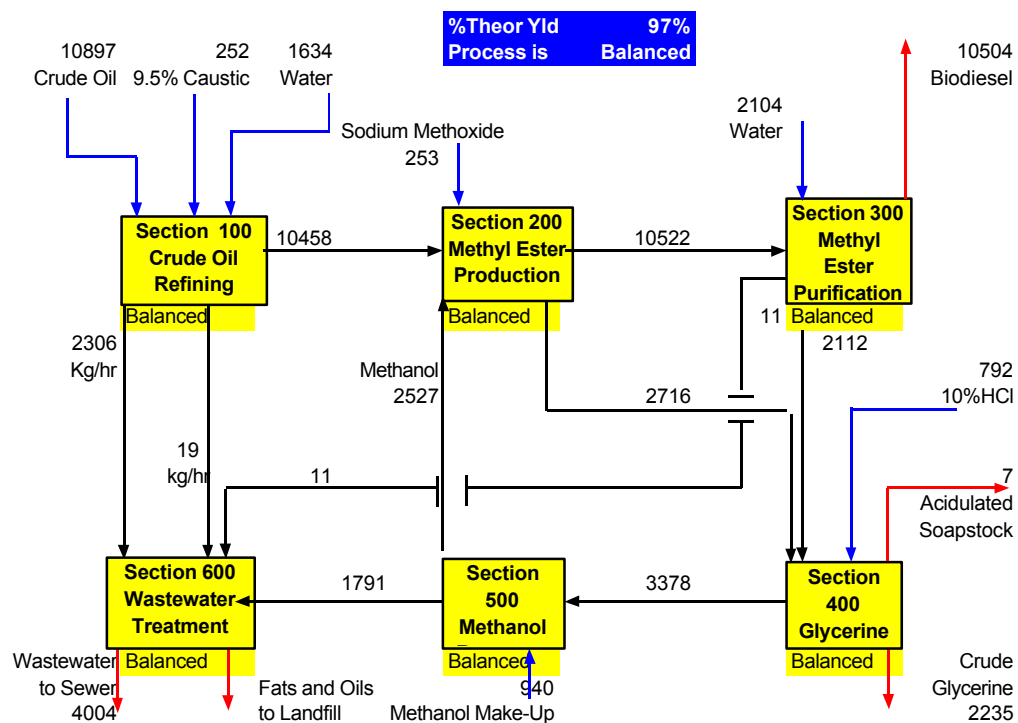 %Theor Yld 97%
Process is Balanced
10897
Crude Oil
252
9.5% Caustic
1634
Water
Sodium Methoxide
253
2104
Water
10504
Biodiesel
Section 100
Crude Oil
Refining
Balanced
10458
Section 200
Methyl Ester
Production
Balanced
10522
Section 300
Methyl
Ester
Purification
Balanced
11
2112
2306
Kg/hr
19
kg/hr
Methanol
2527
2716
792
10%HCl
11
7
Acidulated
Soapstock
Section 600
Wastewater
Treatment
Balanced
1791
Section
500
Methanol
Balanced
3378
Section
400
Glycerine
Balanced
Wastewater
to Sewer
4004
Fats and Oils
to Landfill
940
Methanol Make-Up
Crude
Glycerine
2235